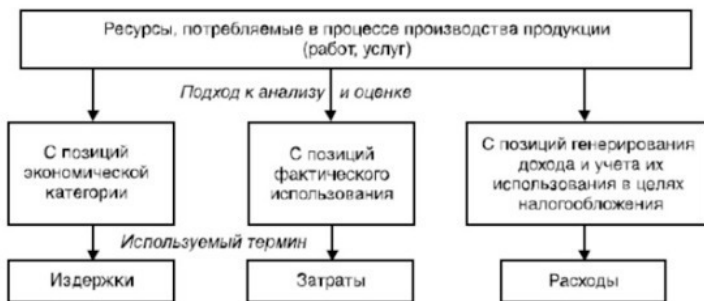 Ресурсы, потребляемые в процессе производства продукции
(работ, услуг)
Подход к анализу и оценке
С позиций
экономической
категории
С позиций
фактического
использования
С позиций генерирования
дохода и учета их
использования в целях
налогообложения
Используемый термин
Издержки
Затраты
Расходы